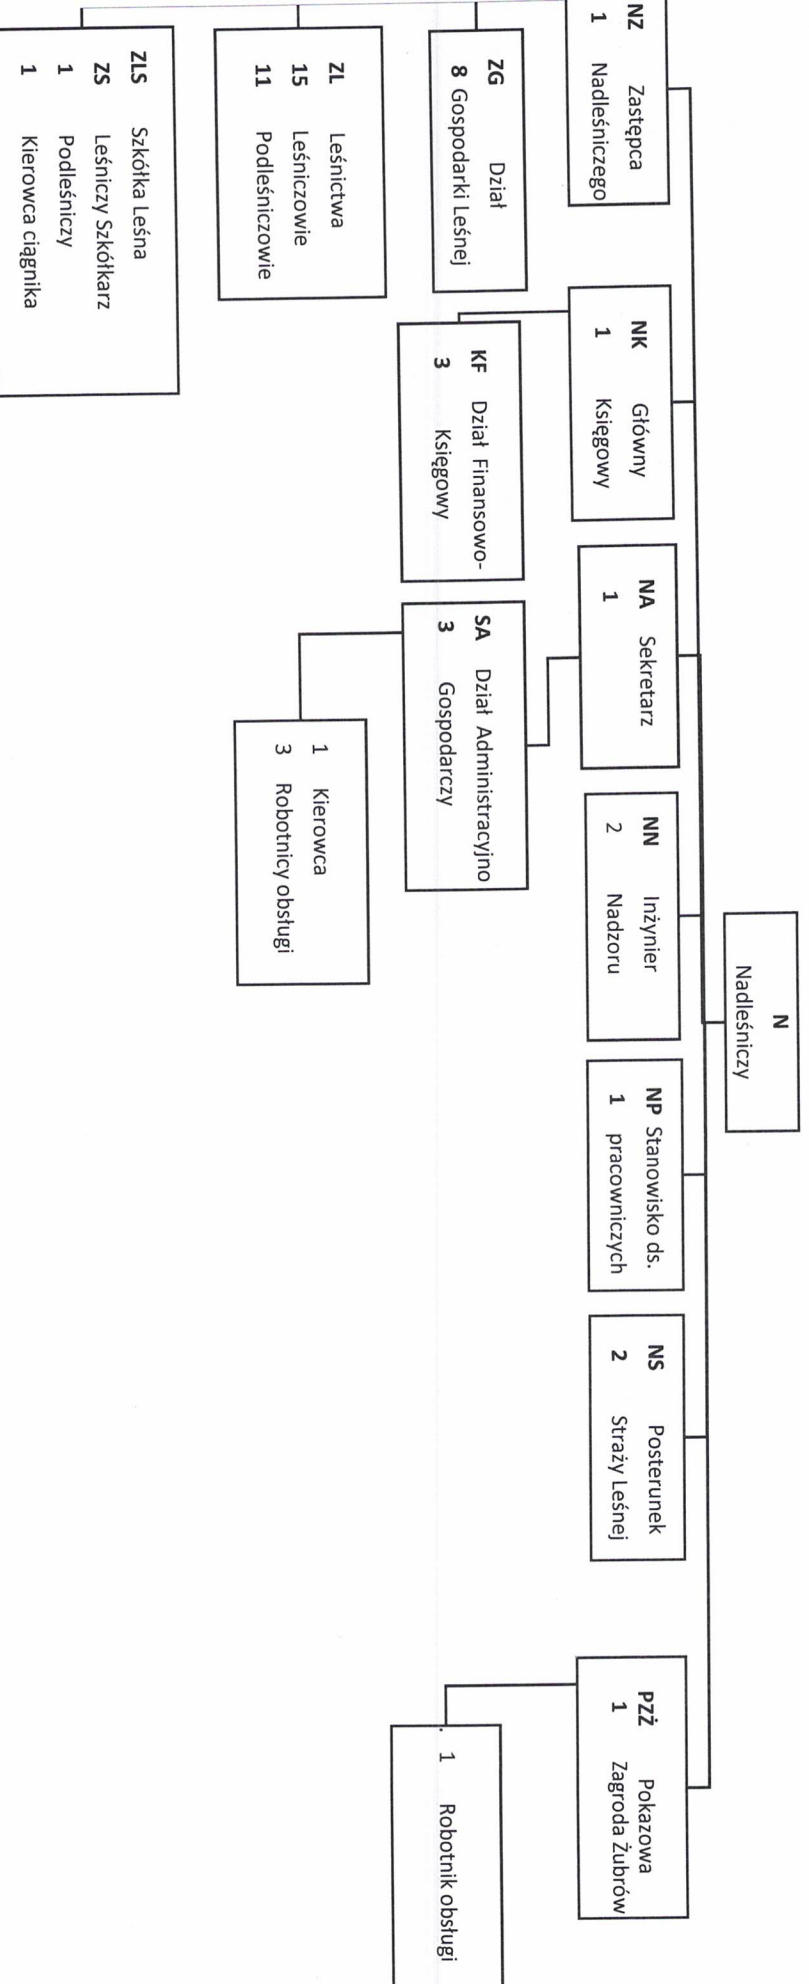 N
Nadleśniczy
NZ Zastępca
1 Nadleśniczego
NK Główny
1 Księgowy
NA Sekretarz
1
NN Inżynier
2 Nadzoru
NP Stanowisko ds.
1 pracowniczych
NS Posterunek
2 Straży Leśnej
PZŻ Pokazowa
1 Zagroda Żubrów
ZG Dział
8 Gospodarki Leśnej
KF Dział Finansowo-
3 Księgowy
SA Dział Administracyjno
3 Gospodarczy
1 Robotnik obsługi
ZL Leśnictwa
15 Leśniczowie
11 Podleśniczowie
1 Kierowca
3 Robotnicy obsługi
ZLS Szkółka Leśna
ZS Leśniczy Szkółkarz
1 Podleśniczy
1 Kierowca ciągnika